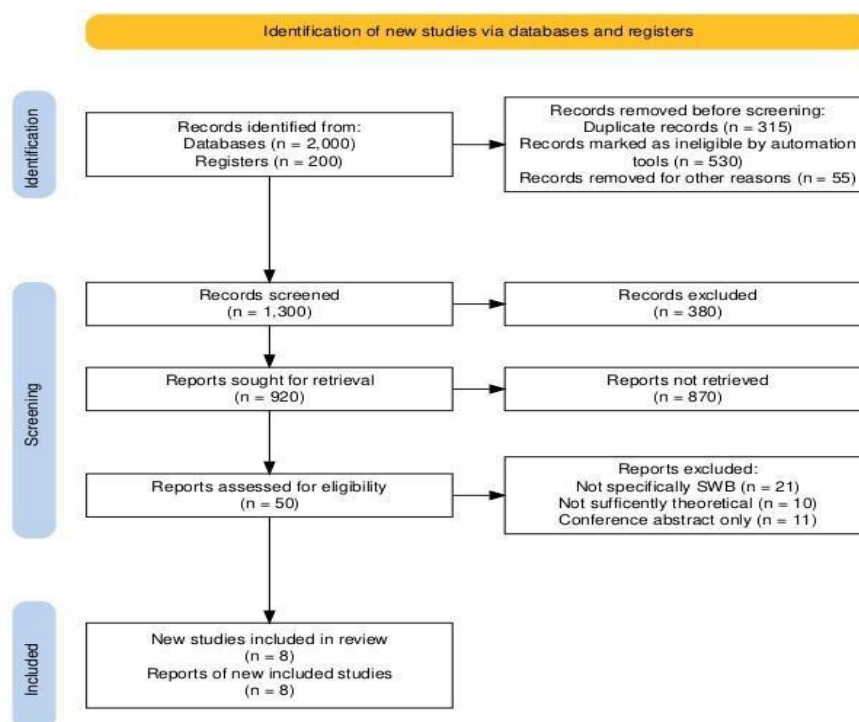 Identification of new studies via databases and registers
Identification
Records identified from:
Databases (n = 2,000)
Registers (n = 200)
Records removed before screening:
Duplicate records (n = 315)
Records marked as ineligible by automation
tools (n = 530)
Records removed for other reasons (n = 55)
Screening
Records screened
(n = 1,300)
Records excluded
(n = 380)
Reports sought for retrieval
(n = 920)
Reports not retrieved
(n = 870)
Reports assessed for eligibility
(n = 50)
Reports excluded:
Not specifically SWB (n = 21)
Not sufficently theoretical (n = 10)
Conference abstract only (n = 11)
Included
New studies included in review
(n = 8)
Reports of new included studies
(n = 8)